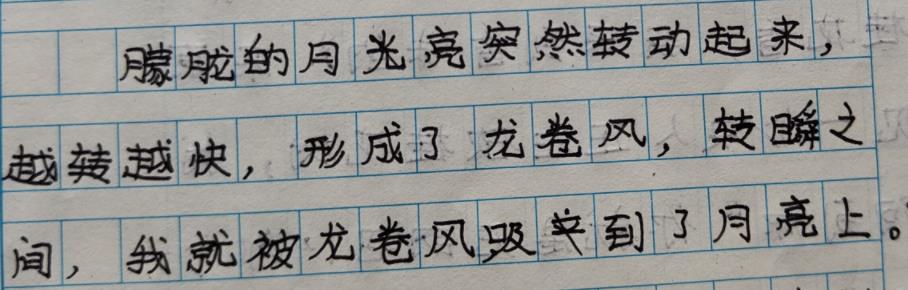 朦胧的月光亮突然转动起来，
越转越快，形成了龙卷风，转瞬之
间，我就被龙卷风吸来到了月亮上。